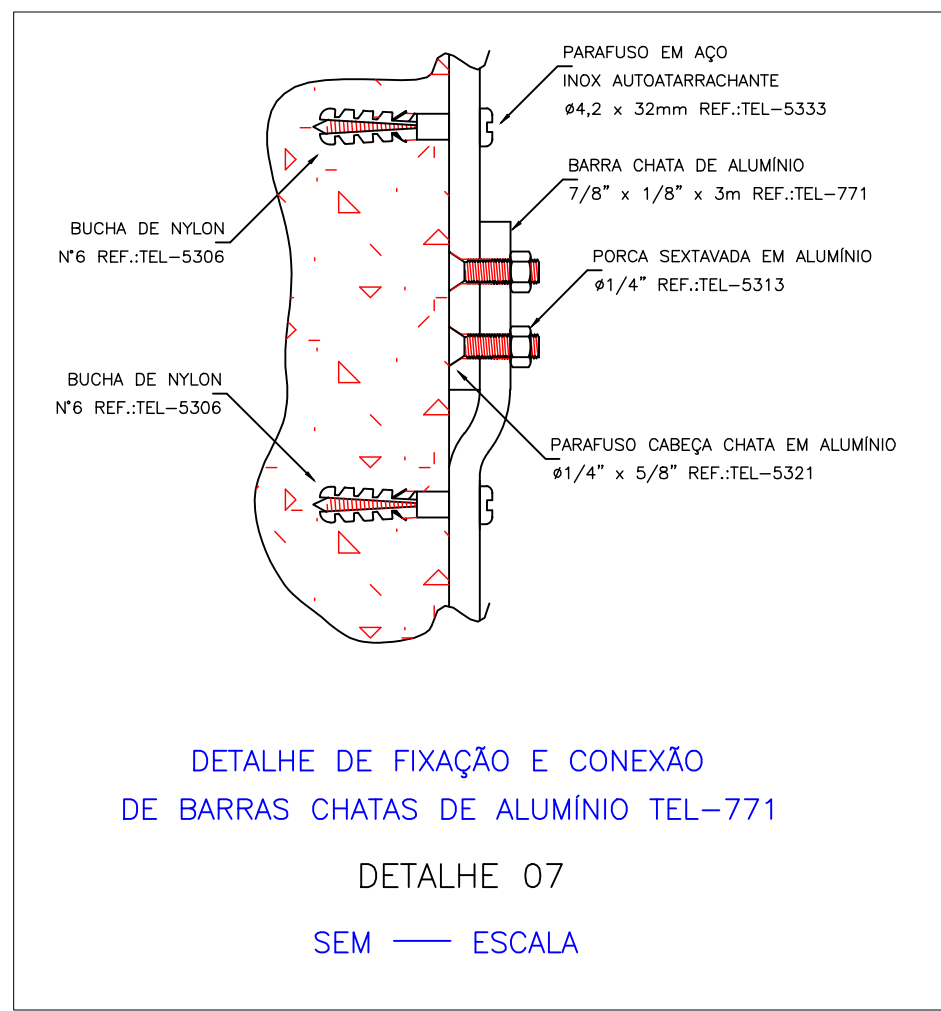 PARAFUSO EM AÇO
INOX AUTOATARRACHANTE
ø4,2 x 32mm REF.:TEL-5333
BARRA CHATA DE ALUMÍNIO
7/8" x 1/8" x 3m REF.:TEL-771
BUCHA DE NYLON
N°6 REF.:TEL-5306
PORCA SEXTAVADA EM ALUMÍNIO
ø1/4" REF.:TEL-5313
BUCHA DE NYLON
N°6 REF.:TEL-5306
PARAFUSO CABEÇA CHATA EM ALUMÍNIO
ø1/4" x 5/8" REF.:TEL-5321
DETALHE DE FIXAÇÃO E CONEXÃO
DE BARRAS CHATAS DE ALUMÍNIO TEL-771
DETALHE 07
SEM — ESCALA